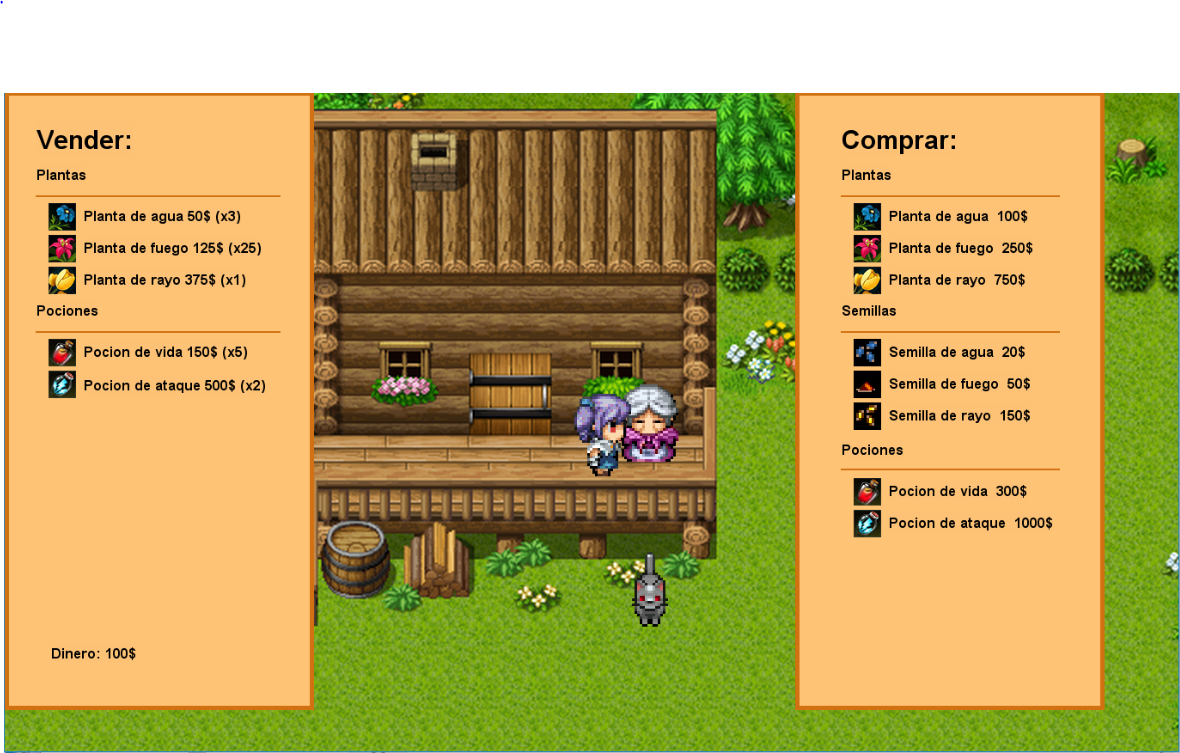 Vender:
Plantas
Planta de agua 50$ (x3)
Planta de fuego 125$ (x25)
Planta de rayo 375$ (x1)
Pociones
Pocion de vida 150$ (x5)
Pocion de ataque 500$ (x2)
Dinero: 100$
Comprar:
Plantas
Planta de agua 100$
Planta de fuego 250$
Planta de rayo 750$
Semillas
Semilla de agua 20$
Semilla de fuego 50$
Semilla de rayo 150$
Pociones
Pocion de vida 300$
Pocion de ataque 1000$